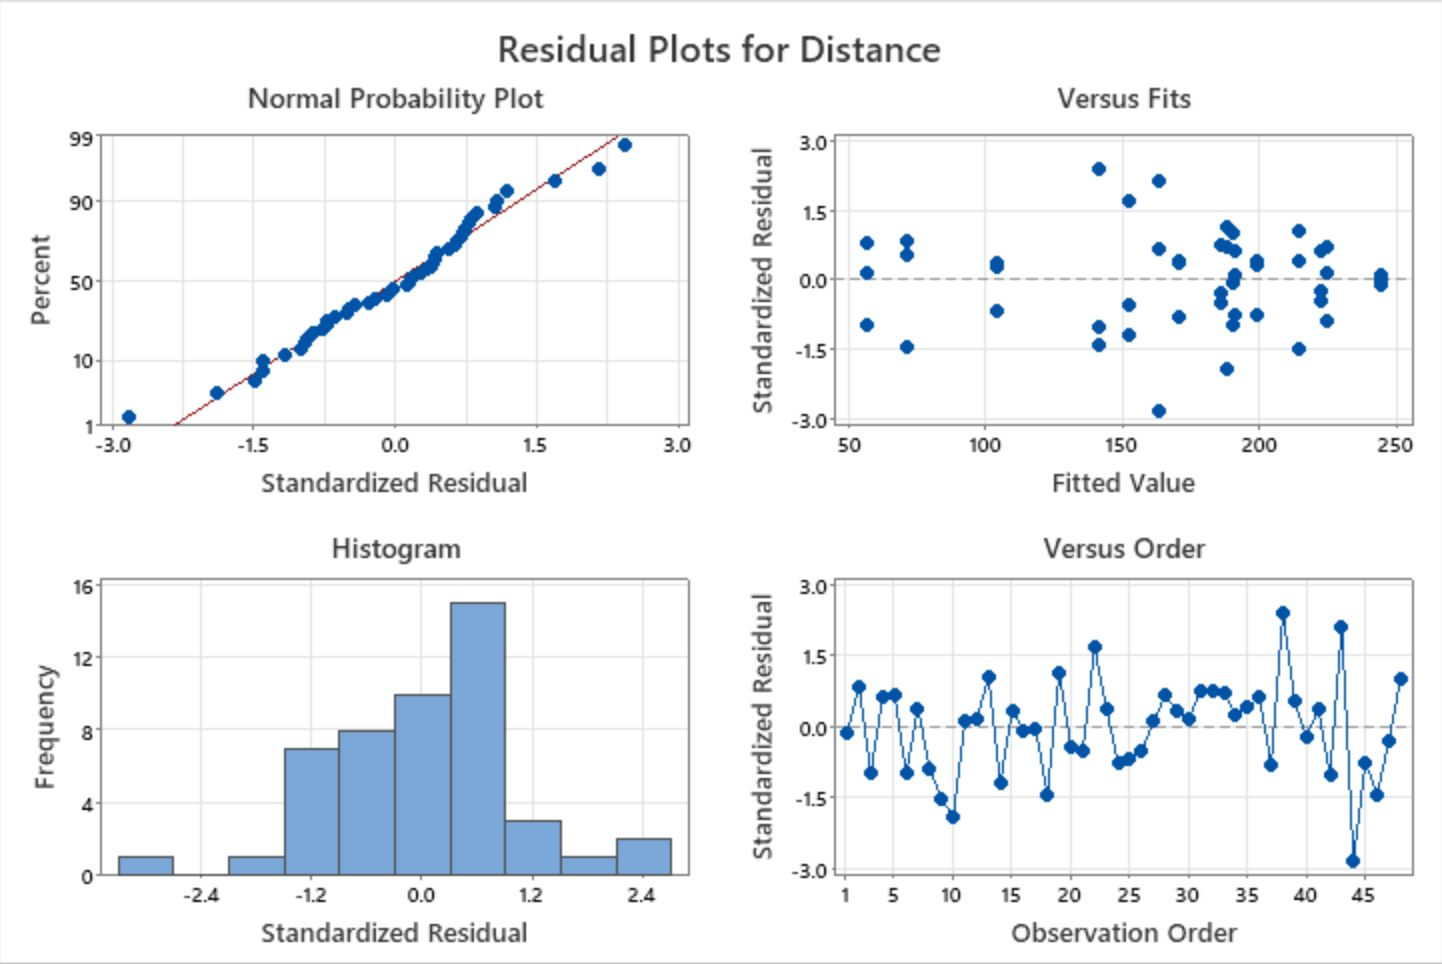 Residual Plots for Distance
Normal Probability Plot
99
90
50
10
1
Percent
-3.0 -1.5 0.0 1.5 3.0
Standardized Residual
Versus Fits
3.0
1.5
0.0
-1.5
-3.0
Standardized Residual
50 100 150 200 250
Fitted Value
Histogram
16
12
8
4
0
Frequency
-2.4 -1.2 0.0 1.2 2.4
Standardized Residual
Versus Order
3.0
1.5
0.0
-1.5
-3.0
Standardized Residual
1 5 10 15 20 25 30 35 40 45
Observation Order